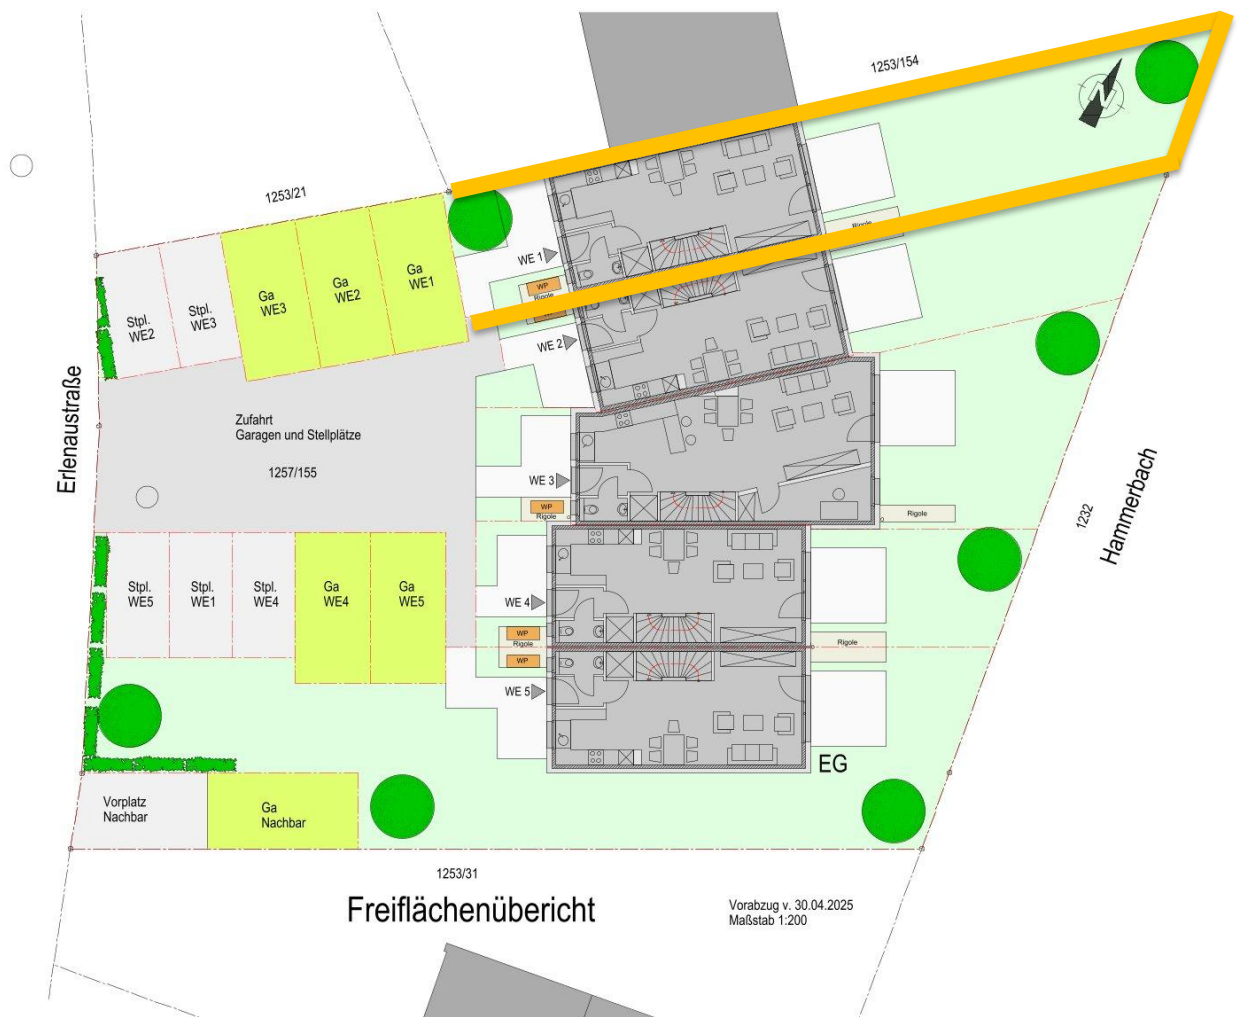 1253/154
1253/21
Ga
WE1
Ga
WE2
Ga
WE3
Stpl.
WE3
Stpl.
WE2
WE 1
WP
Rigole
Rigole
WE 2
Erlenaustraße
Zufahrt
Garagen und Stellplätze
1257/155
WE 3
WP
Rigole
Rigole
1232
Hammerbach
Stpl.
WE5
Stpl.
WE1
Stpl.
WE4
Ga
WE4
Ga
WE5
WE 4
WP
Rigole
WP
Rigole
WE 5
EG
Vorplatz
Nachbar
Ga
Nachbar
1253/31
Freiflächenübericht
Vorabzug v. 30.04.2025
Maßstab 1:200